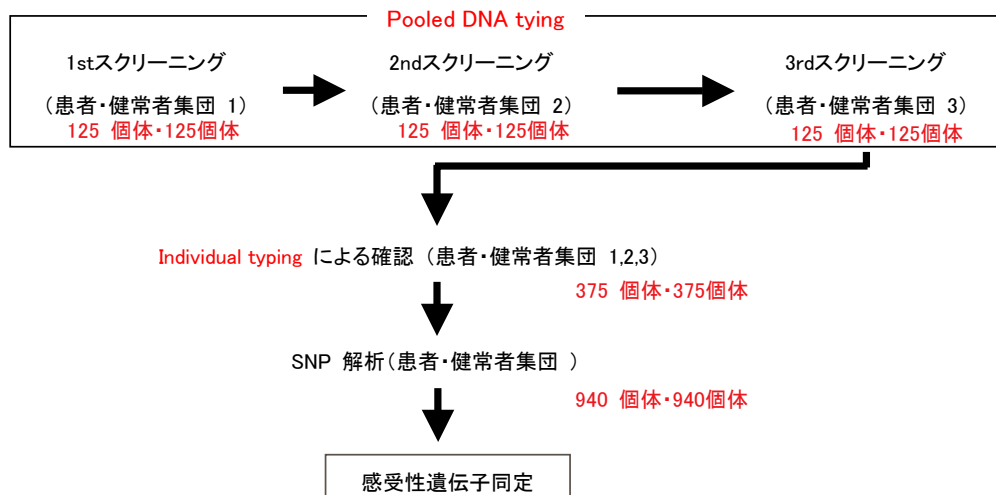 Pooled DNA tying
1stスクリーニング
(患者・健常者集団 1)
125 個体・125個体
2ndスクリーニング
(患者・健常者集団 2)
125 個体・125個体
3rdスクリーニング
(患者・健常者集団 3)
125 個体・125個体
Individual typing による確認 (患者・健常者集団 1,2,3)
375 個体・375個体
SNP 解析(患者・健常者集団 )
940 個体・940個体
感受性遺伝子同定